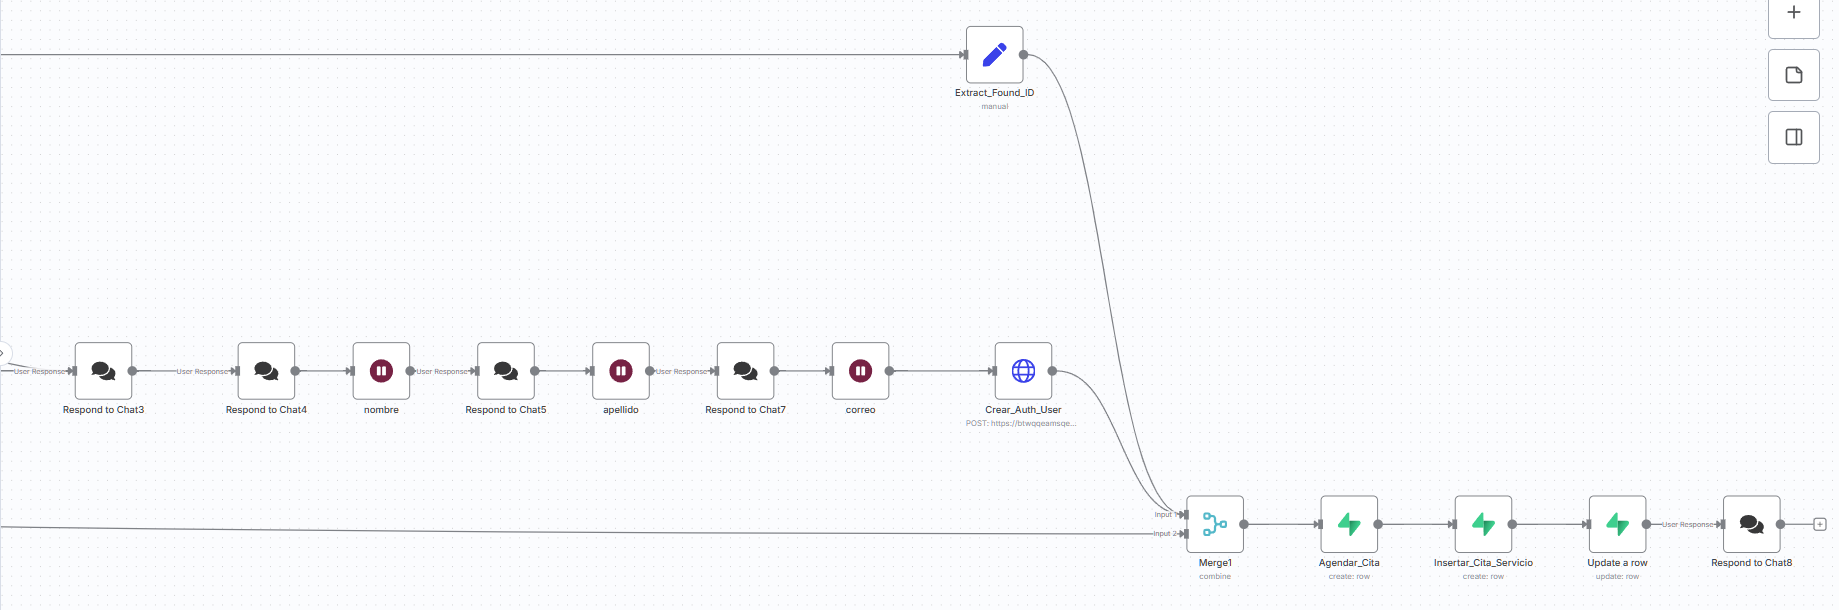 Extract_Found_ID
manual
User Response
Respond to Chat3
User Response
Respond to Chat4
nombre
User Response
Respond to Chat5
apellido
User Response
Respond to Chat7
correo
Crear_Auth_User
POST: https://btwqqeamsqe...
Input 1
Input 2
Merge1
combine
Agendar_Cita
create: row
Insertar_Cita_Servicio
create: row
Update a row
update: row
User Response
Respond to Chat8